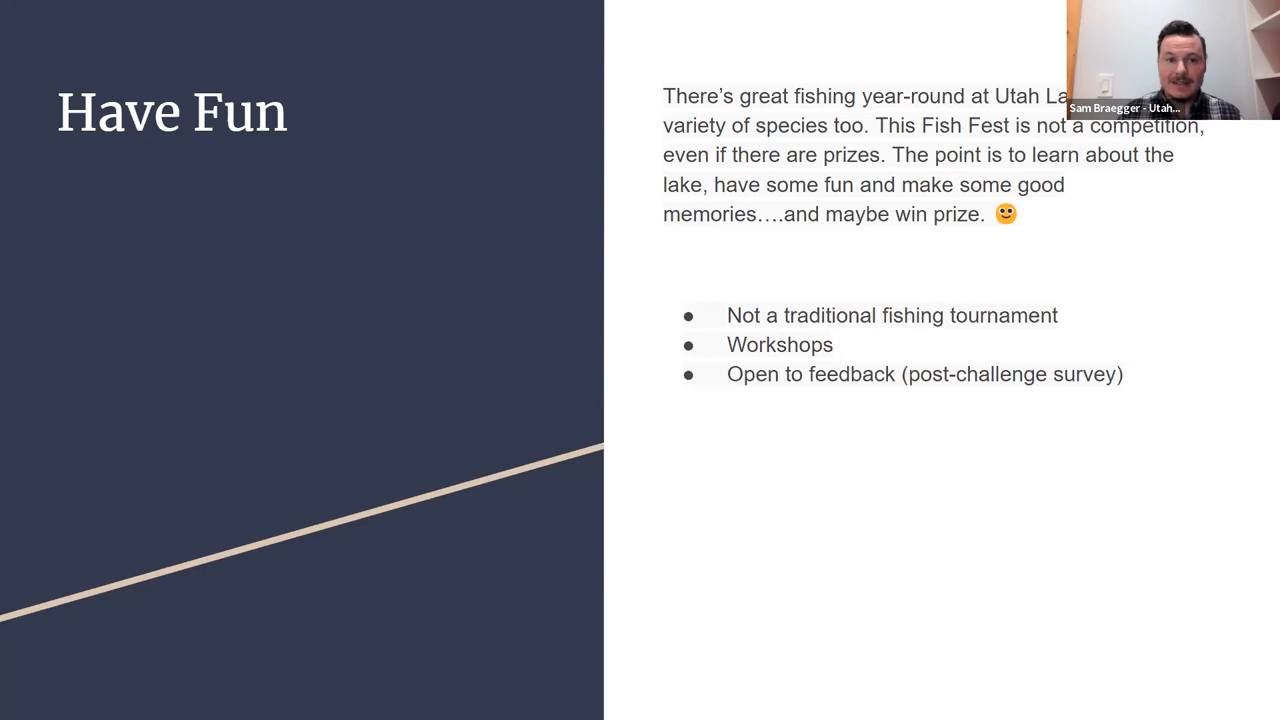 Have Fun
There’s great fishing year-round at Utah
variety of species too. This Fish Fest is not a competition,
even if there are prizes. The point is to learn about the
lake, have some fun and make some good
memories….and maybe win prize. 🙂
● Not a traditional fishing tournament
● Workshops
● Open to feedback (post-challenge survey)
Sam Braegger - Utah...